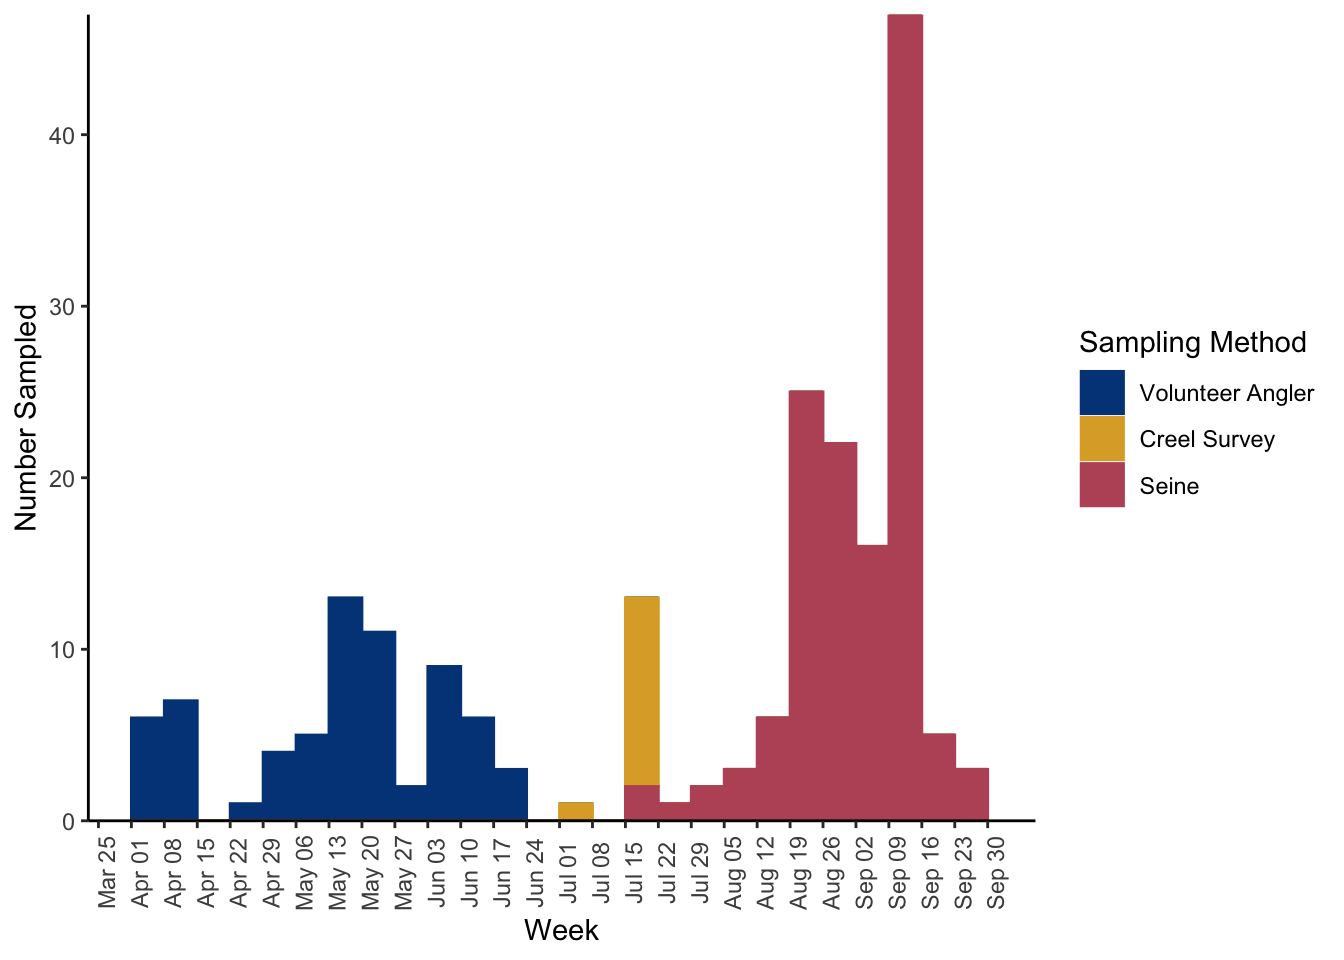 Number Sampled
40
30
20
10
0
Mar 25
Apr 01
Apr 08
Apr 15
Apr 22
Apr 29
May 06
May 13
May 20
May 27
Jun 03
Jun 10
Jun 17
Jun 24
Jul 01
Jul 08
Jul 15
Jul 22
Jul 29
Aug 05
Aug 12
Aug 19
Aug 26
Sep 02
Sep 09
Sep 16
Sep 23
Sep 30
Week
Sampling Method
Volunteer Angler
Creel Survey
Seine